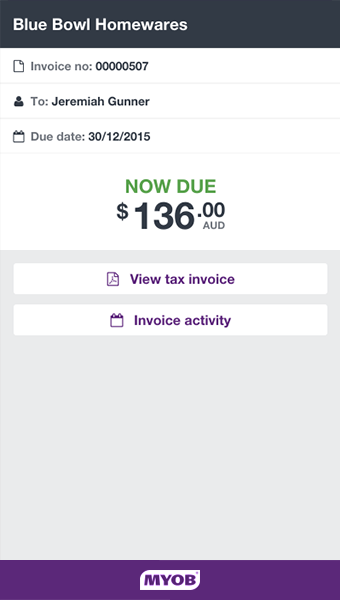 Blue Bowl Homewares
Invoice no: 00000507
To: Jeremiah Gunner
Due date: 30/12/2015
NOW DUE
$136.00
AUD
View tax invoice
Invoice activity
MYOB